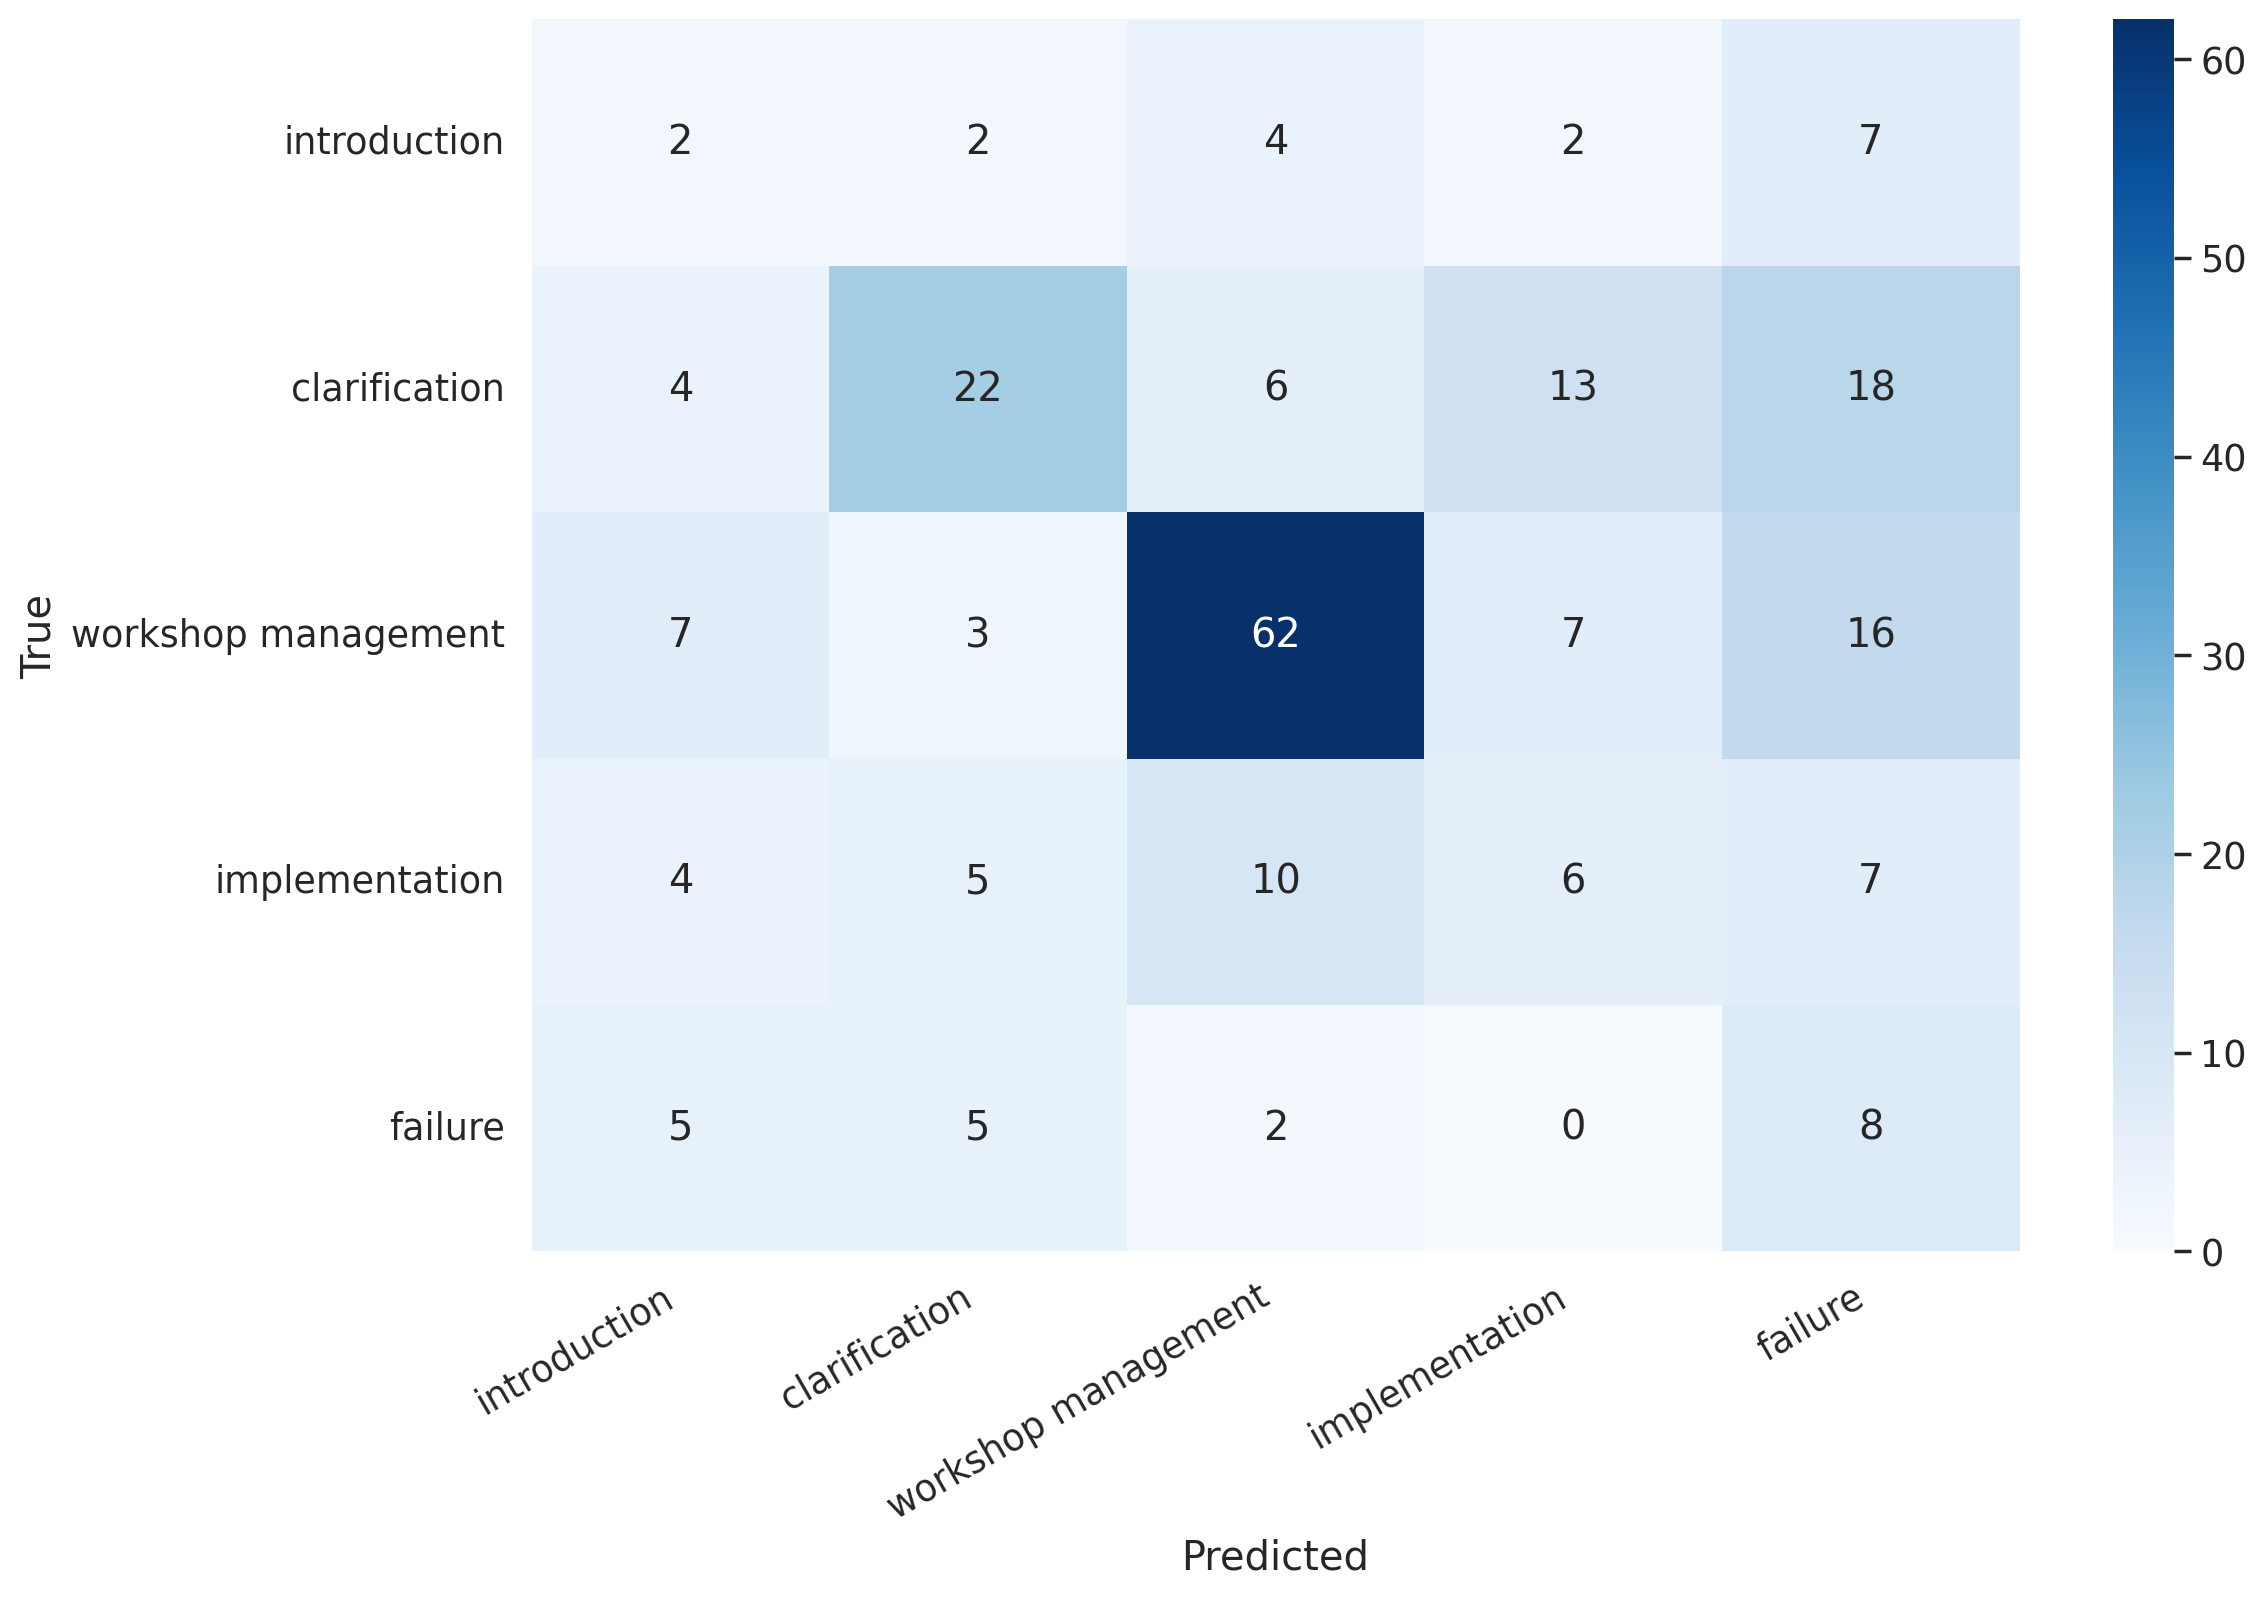 introduction 2 2 4 2 7
clarification 4 22 6 13 18
workshop management 7 3 62 7 16
implementation 4 5 10 6 7
failure 5 5 2 0 8
True
introduction
clarification
workshop management
implementation
failure
Predicted
60
50
40
30
20
10
0